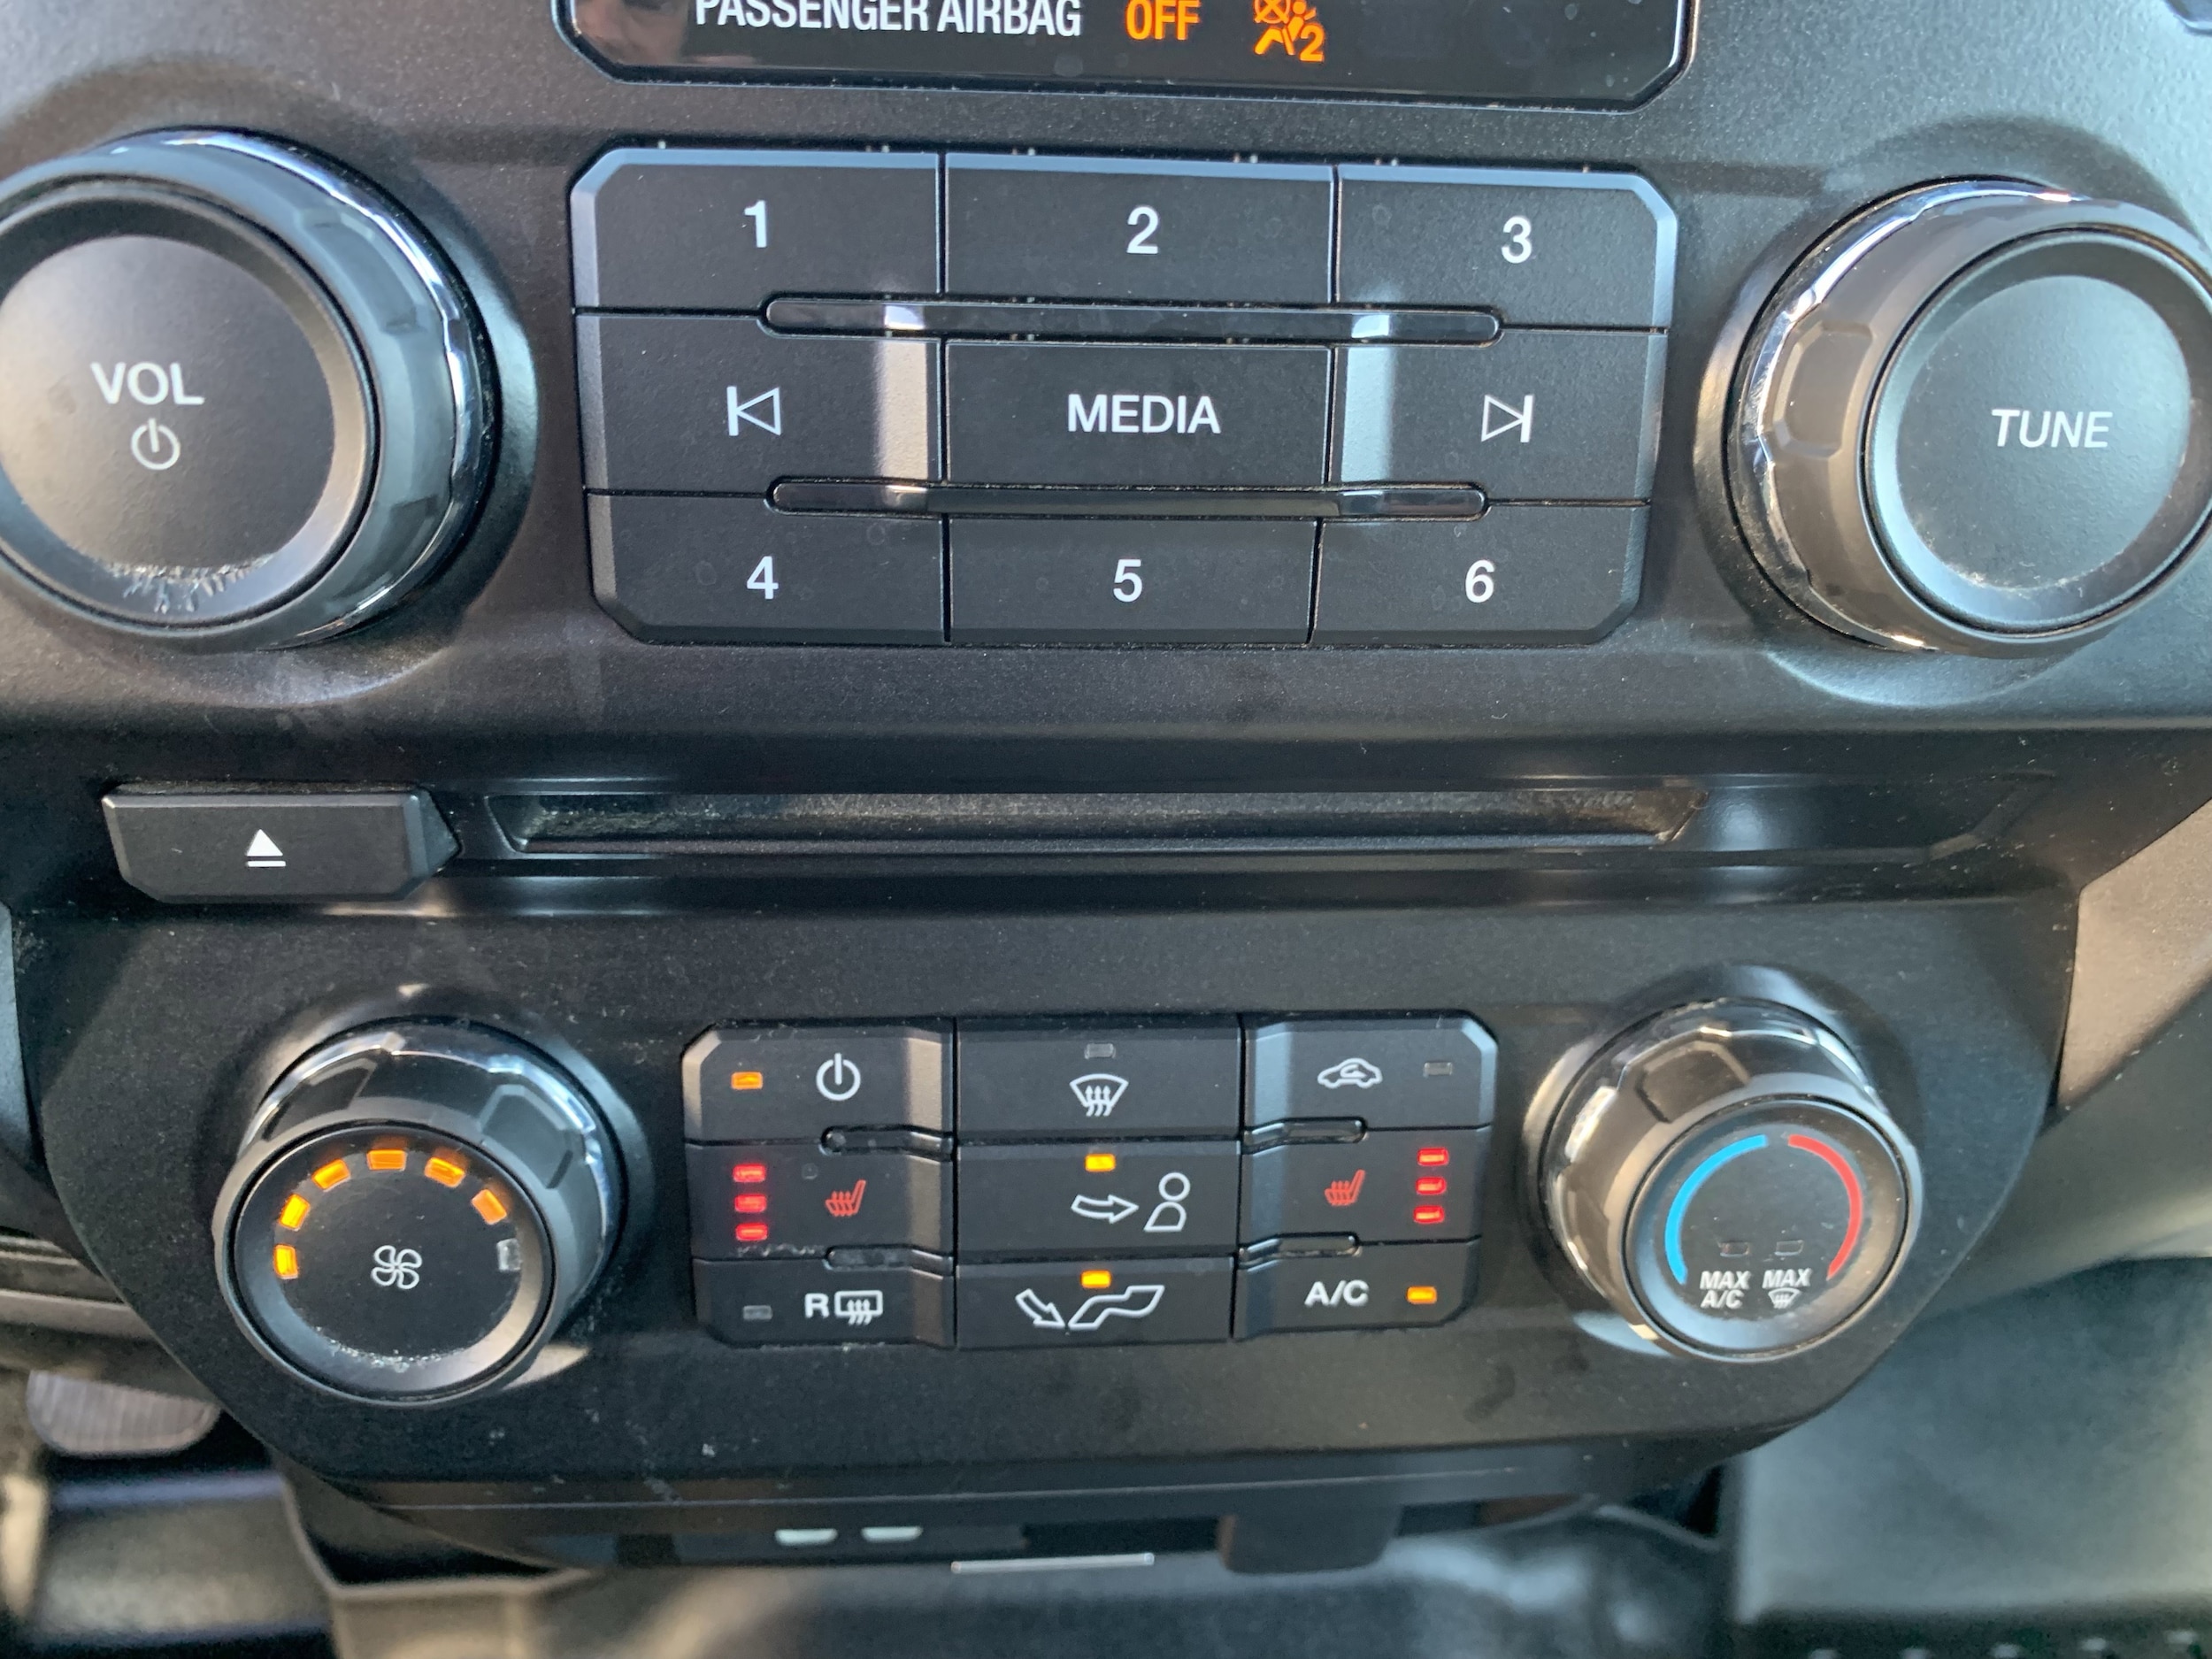 PASSENGER AIRBAG OFF 2
1 2 3
VOL
MEDIA
TUNE
4 5 6
R
A/C
MAX MAX
A/C